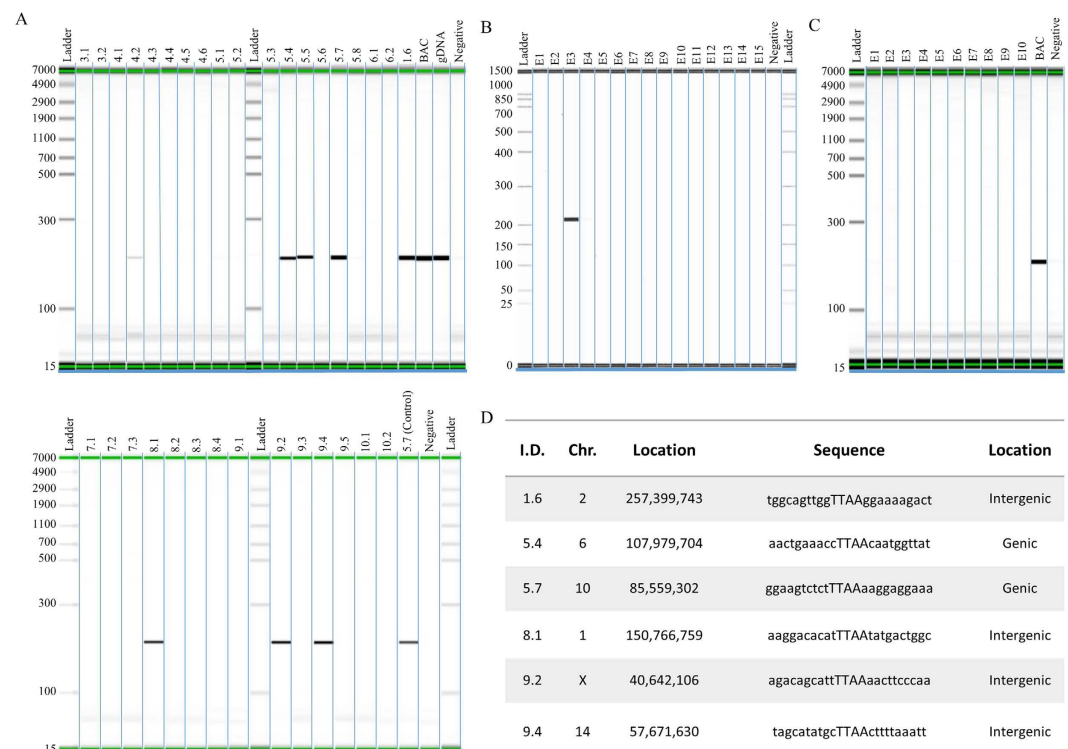 A
Ladder 3.1 3.2 4.1 4.2 4.3 4.4 4.5 4.6 5.1 5.2 Ladder 5.3 5.4 5.5 5.6 5.7 5.8 6.1 6.2 1.6 BAC gDNA Negative
7000
4900
2900
1900
1100
700
500
300
100
15
B
Ladder E1 E2 E3 E4 E5 E6 E7 E8 E9 E10 E11 E12 E13 E14 E15 Negative Ladder
1500
1000
850
700
500
400
300
200
150
100
50
25
0
C
Ladder E1 E2 E3 E4 E5 E6 E7 E8 E9 E10 BAC Negative
7000
4900
2900
1900
1100
700
500
300
100
15
Ladder 7.1 7.2 7.3 8.1 8.2 8.3 8.4 9.1 Ladder 9.2 9.3 9.4 9.5 10.1 10.2 5.7 (Control) Negative Ladder
7000
4900
2900
1900
1100
700
500
300
100
15
D
I.D. Chr. Location Sequence Location
1.6 2 257,399,743 tggcagttggTTAAggaaaagact Intergenic
5.4 6 107,979,704 aactgaaaccTTAAcaatggttat Genic
5.7 10 85,559,302 ggaagtctctTTAAaaggaggaaa Genic
8.1 1 150,766,759 aaggacacatTTAAtatgactggc Intergenic
9.2 X 40,642,106 agacagcattTTAAaacttcccaa Intergenic
9.4 14 57,671,630 tagcatatgcTTAActtttaaatt Intergenic